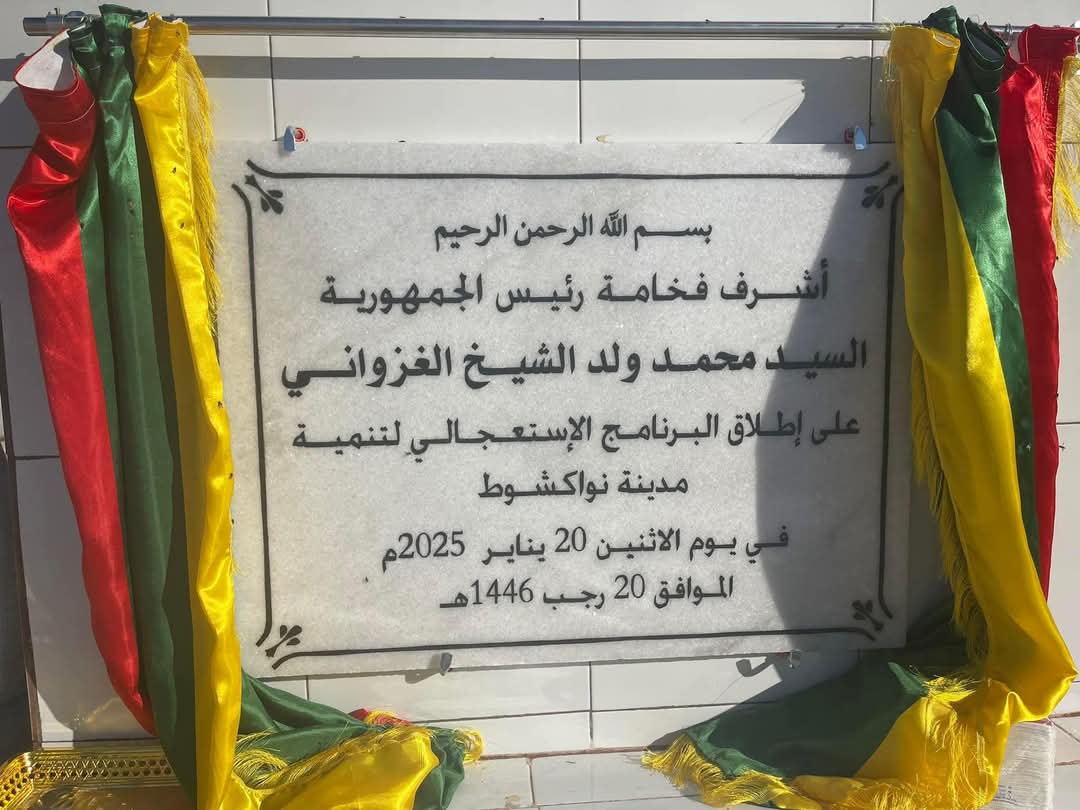 بسم الله الرحمن الرحيم
أشرف فخامة رئيس الجمهورية
السيد محمد ولد الشيخ الغزواني
على إطلاق البرنامج الإستعجالي لتنمية
مدينة نواكشوط
في يوم الاثنين 20 يناير 2025م
الموافق 20 رجب 1446هـ